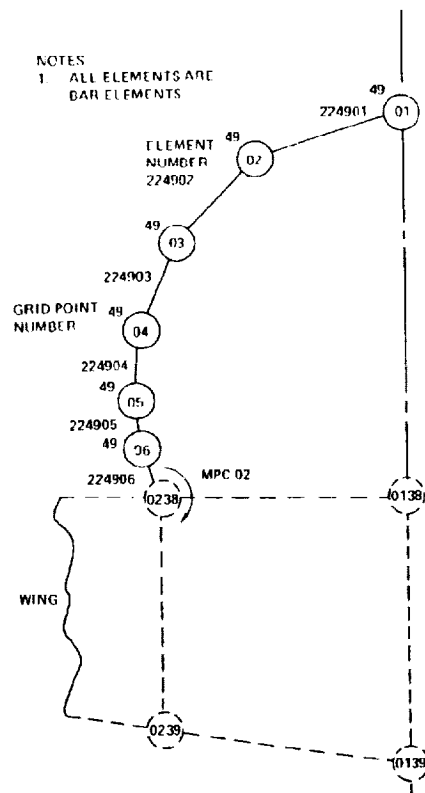 NOTES
1. ALL ELEMENTS ARE
BAR ELEMENTS
49
224901
01
49
ELEMENT
NUMBER
224902
02
49
03
224903
GRID POINT
NUMBER
49
04
224904
49
05
224905
49
06
224906
MPC 02
0238
0138
WING
0239
0139